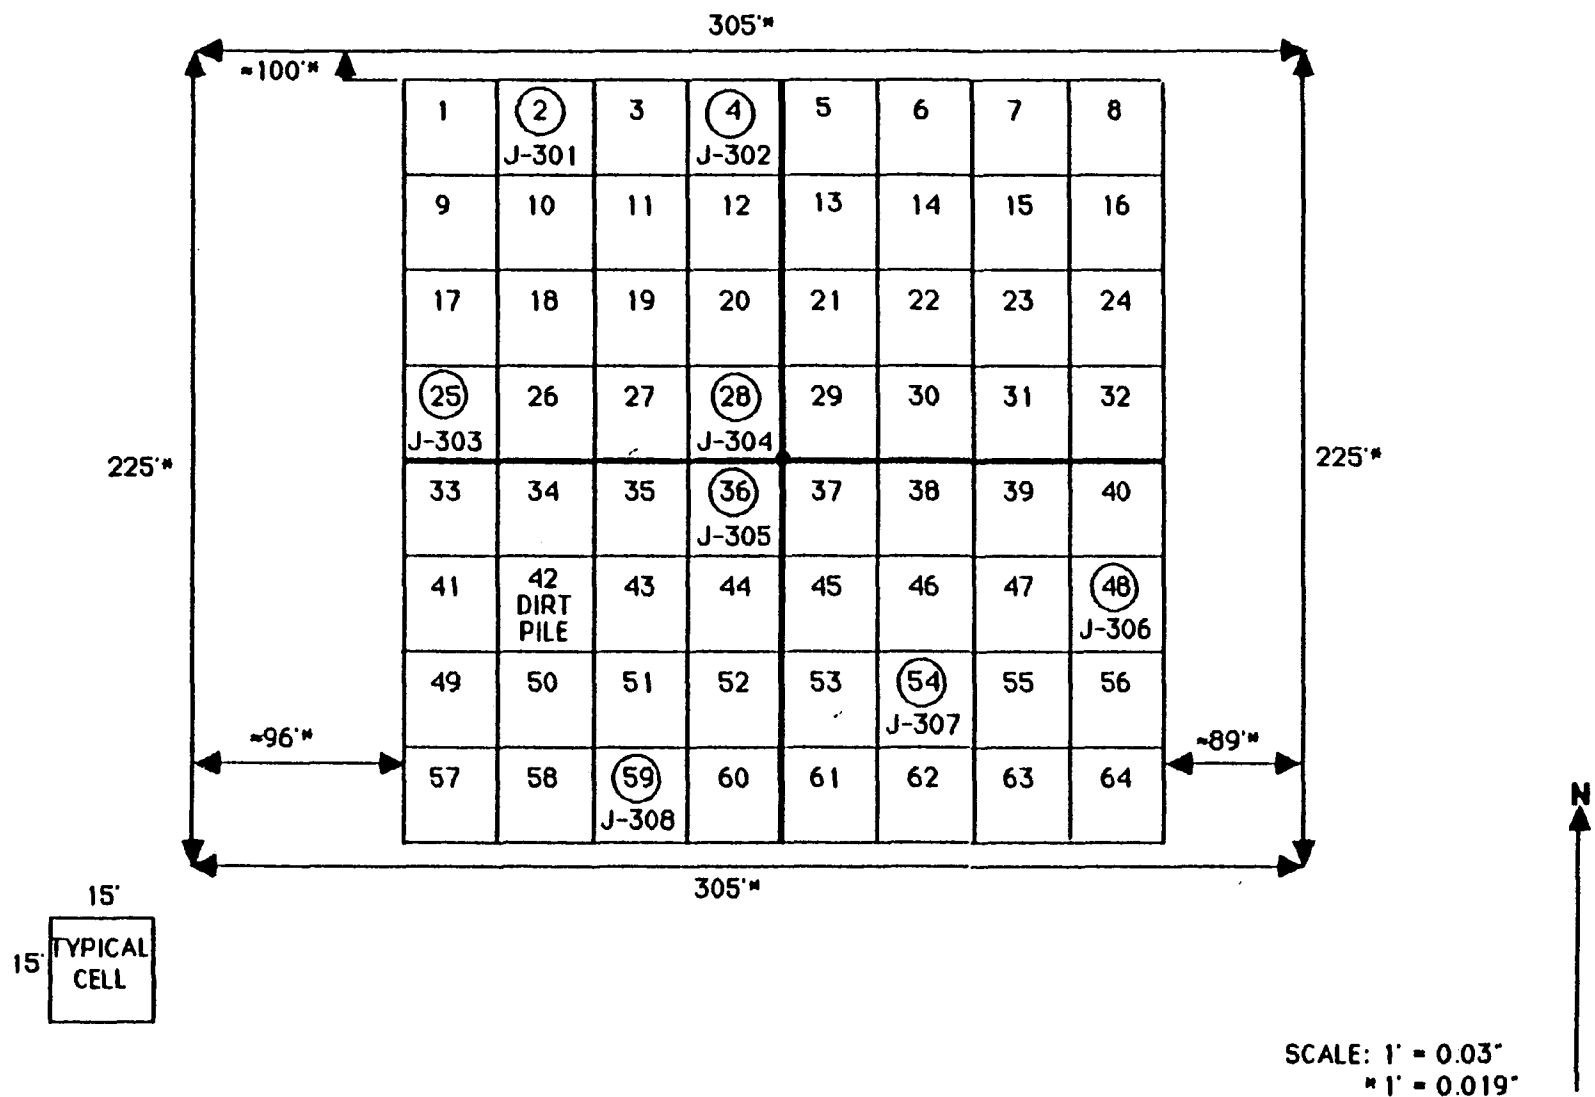 305'*
≈100'*
1 2 3 4 5 6 7 8
J-301 J-302
9 10 11 12 13 14 15 16
17 18 19 20 21 22 23 24
25 26 27 28 29 30 31 32
J-303 J-304
225'* 225'*
33 34 35 36 37 38 39 40
J-305
41 42 43 44 45 46 47 48
DIRT
PILE J-306
49 50 51 52 53 54 55 56
J-307
≈96'* ≈89'*
57 58 59 60 61 62 63 64
J-308
N
305'*
15'
15' TYPICAL
CELL
SCALE: 1' = 0.03"
* 1' = 0.019"